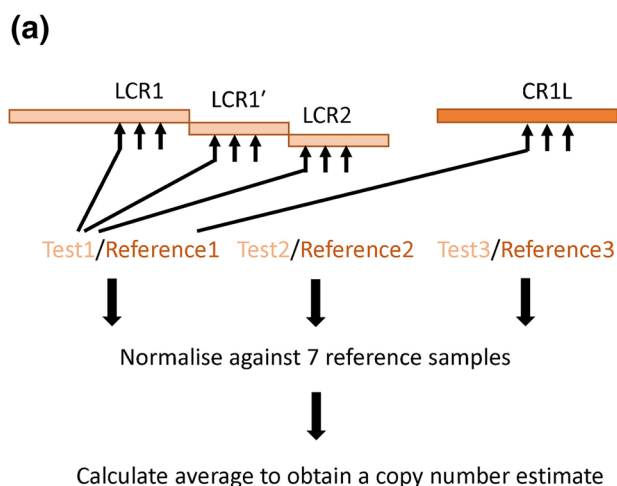 (a)
LCR1 LCR1′ LCR2 CR1L
Test1/Reference1 Test2/Reference2 Test3/Reference3
Normalise against 7 reference samples
Calculate average to obtain a copy number estimate